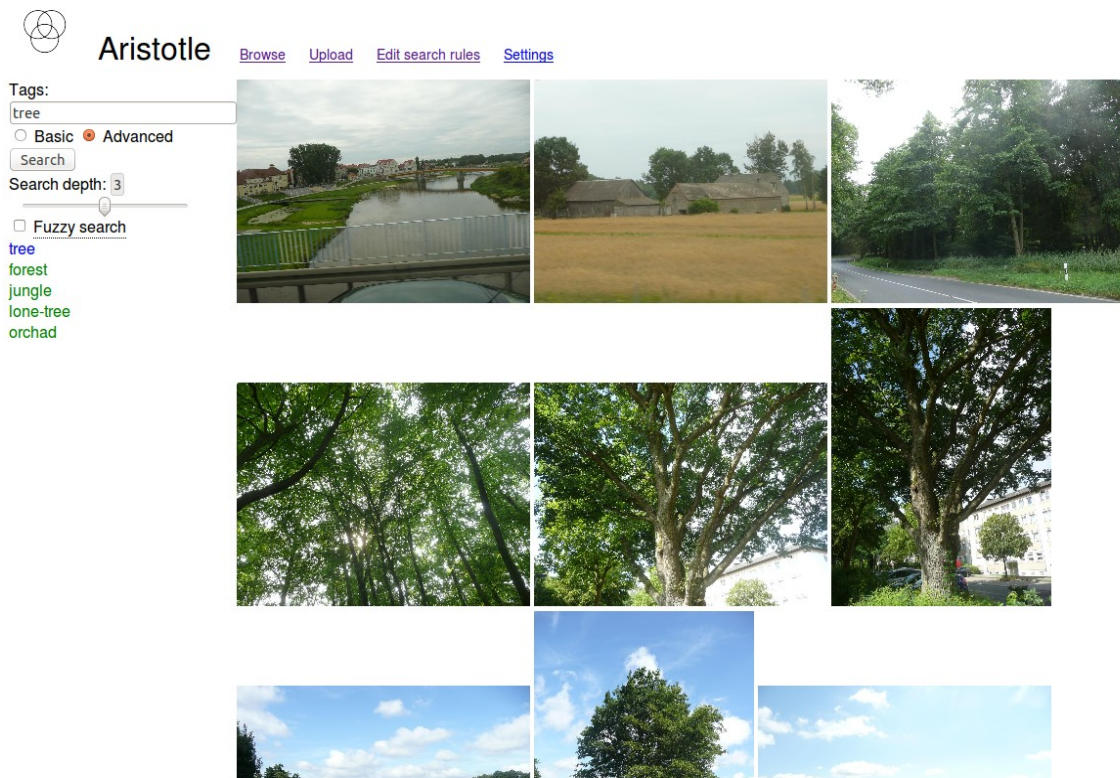 Aristotle Browse Upload Edit search rules Settings
Tags:
tree
Basic Advanced
Search
Search depth: 3
Fuzzy search
tree
forest
jungle
lone-tree
orchad